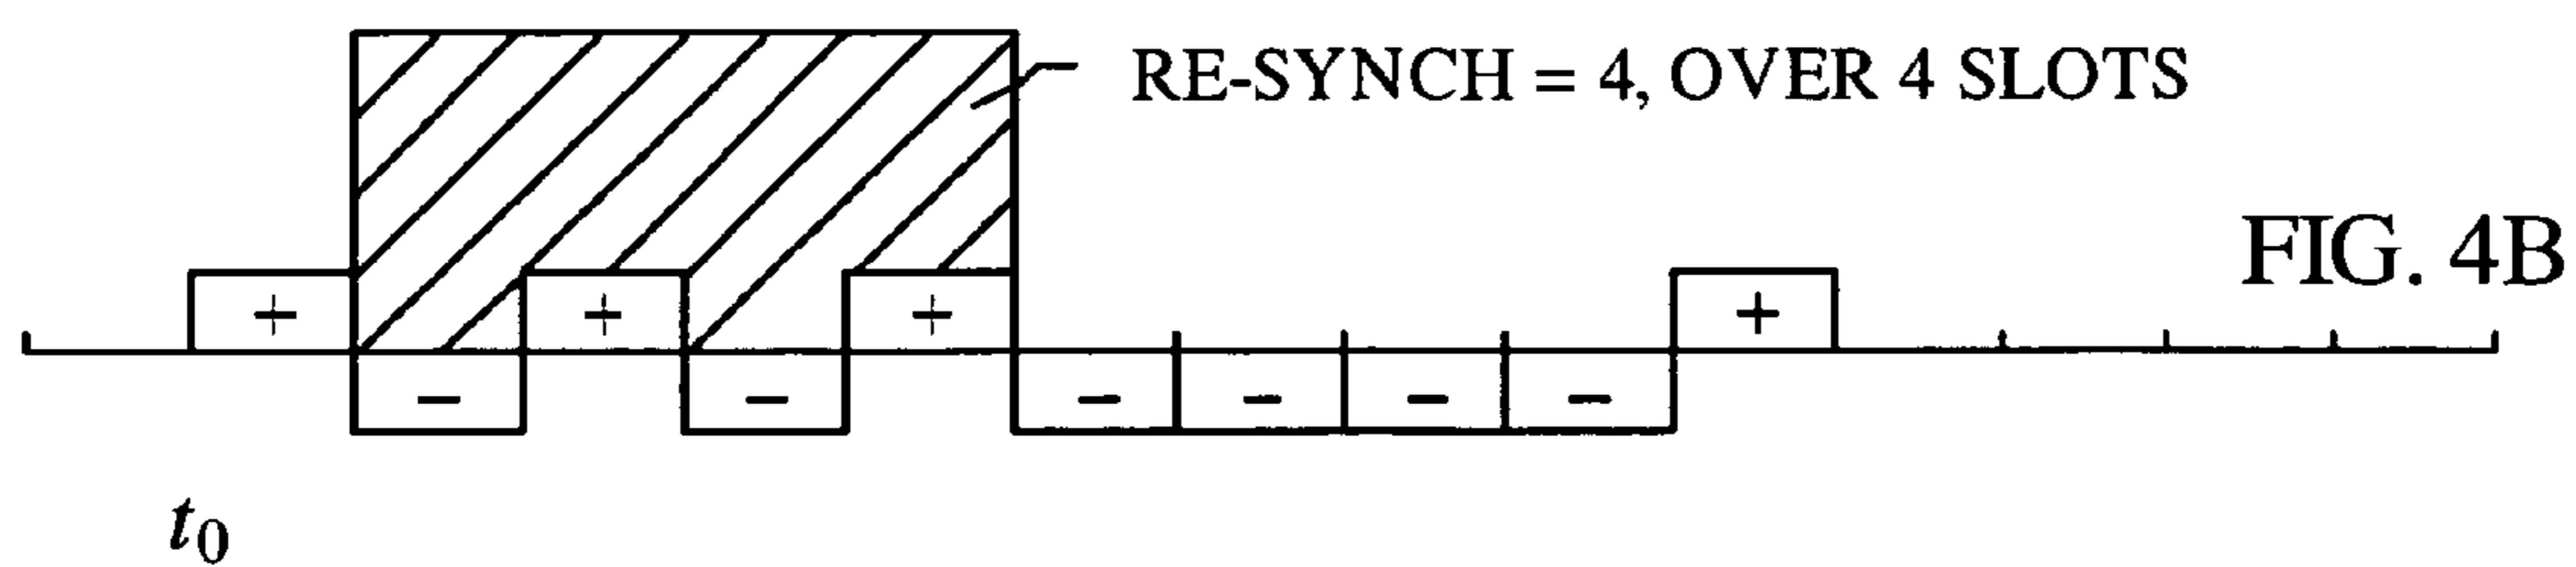 RE-SYNCH = 4, OVER 4 SLOTS
FIG. 4B
+ + + +
− − − − − −
t0